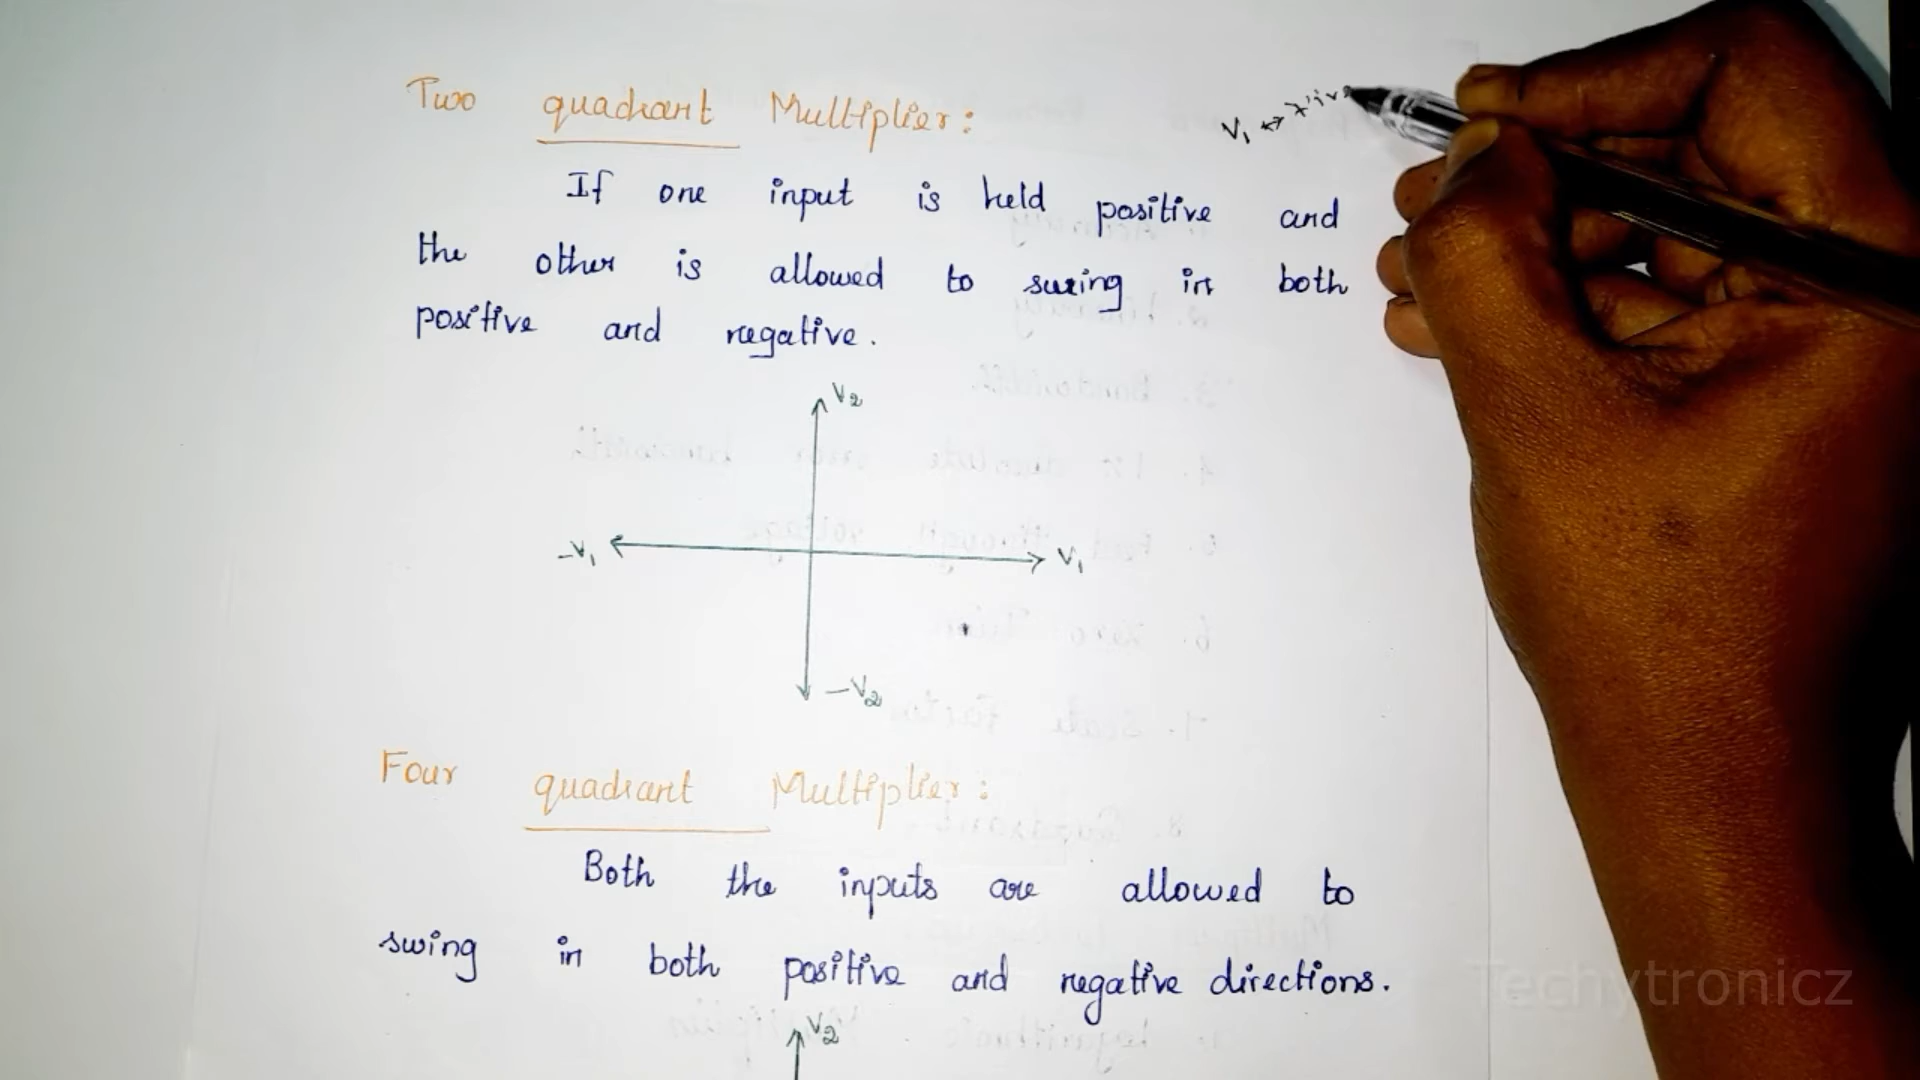 Two quadrant Multiplier:
V₁ ↔
If one input is held positive and
the other is allowed to swing in both
positive and negative.
V₂
-V₁ V₁
-V₂
Four quadrant Multiplier:
Both the inputs are allowed to
swing in both positive and negative directions.
Techytronicz
V₂